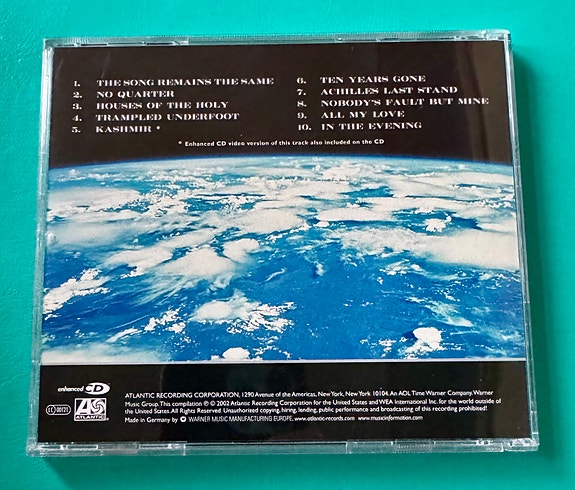 1. THE SONG REMAINS THE SAME
2. NO QUARTER
3. HOUSES OF THE HOLY
4. TRAMPLED UNDERFOOT
5. KASHMIR *
6. TEN YEARS GONE
7. ACHILLES LAST STAND
8. NOBODY'S FAULT BUT MINE
9. ALL MY LOVE
10. IN THE EVENING
* Enhanced CD video version of this track also included on the CD
enhanced CD
LC 00121
ATLANTIC
ATLANTIC RECORDING CORPORATION, 1290 Avenue of the Americas, New York, New York 10104. An AOL Time Warner Company. Warner
Music Group. This compilation ℗ © 2002 Atlantic Recording Corporation for the United States and WEA International Inc. for the world outside of
the United States. All Rights Reserved Unauthorized copying, hiring, lending, public performance and broadcasting of this recording prohibited!
Made in Germany by WARNER MUSIC MANUFACTURING EUROPE. www.atlantic-records.com www.musicinformation.com